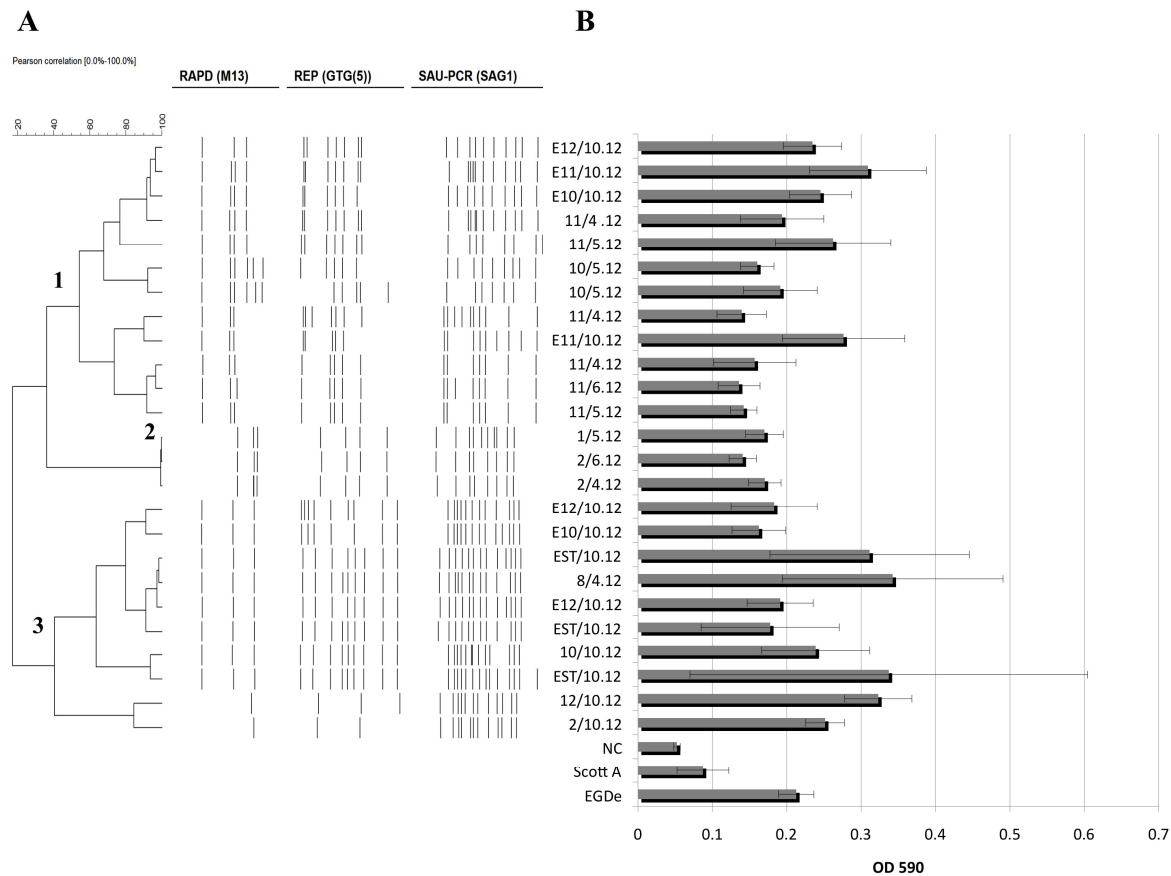 A
B
Pearson correlation [0.0%-100.0%]
RAPD (M13) REP (GTG(5)) SAU-PCR (SAG1)
20 40 60 80 100
1
2
3
E12/10.12
E11/10.12
E10/10.12
11/4 .12
11/5.12
10/5.12
10/5.12
11/4.12
E11/10.12
11/4.12
11/6.12
11/5.12
1/5.12
2/6.12
2/4.12
E12/10.12
E10/10.12
EST/10.12
8/4.12
E12/10.12
EST/10.12
10/10.12
EST/10.12
12/10.12
2/10.12
NC
Scott A
EGDe
0 0.1 0.2 0.3 0.4 0.5 0.6 0.7
OD 590